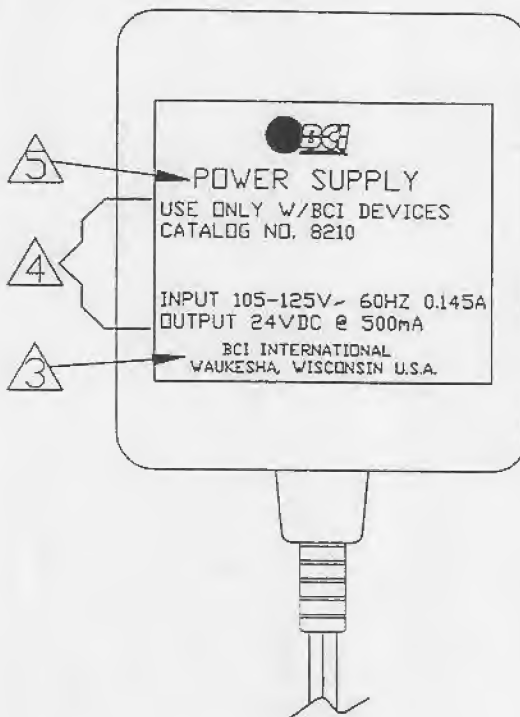 BCI
5
POWER SUPPLY
USE ONLY W/BCI DEVICES
CATALOG NO. 8210
4
INPUT 105-125V~ 60HZ 0.145A
OUTPUT 24VDC @ 500mA
3
BCI INTERNATIONAL
WAUKESHA, WISCONSIN U.S.A.